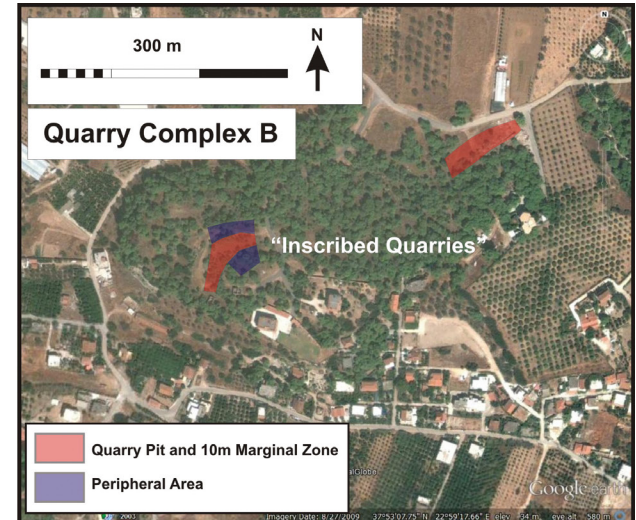 300 m
N
N
Quarry Complex B
“Inscribed Quarries”
Quarry Pit and 10m Marginal Zone
Peripheral Area
Google earth
2003
Imagery Date: 8/27/2009 37°53'07.75" N 22°59'17.66" E elev 34 m eye alt 580 m